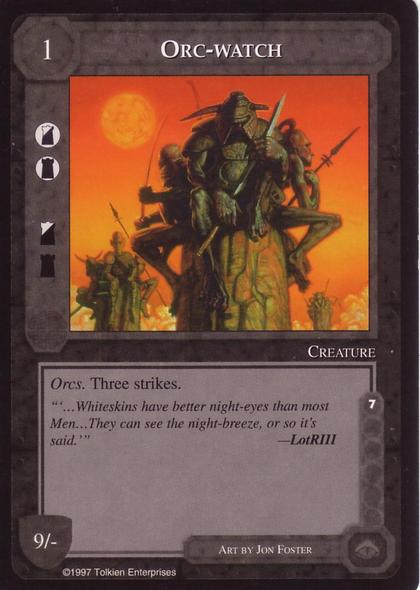 1
ORC-WATCH
CREATURE
Orcs. Three strikes.
7
“‘…Whiteskins have better night-eyes than most
Men…They can see the night-breeze, or so it’s
said.’” —LotRIII
9/-
ART BY JON FOSTER
©1997 Tolkien Enterprises